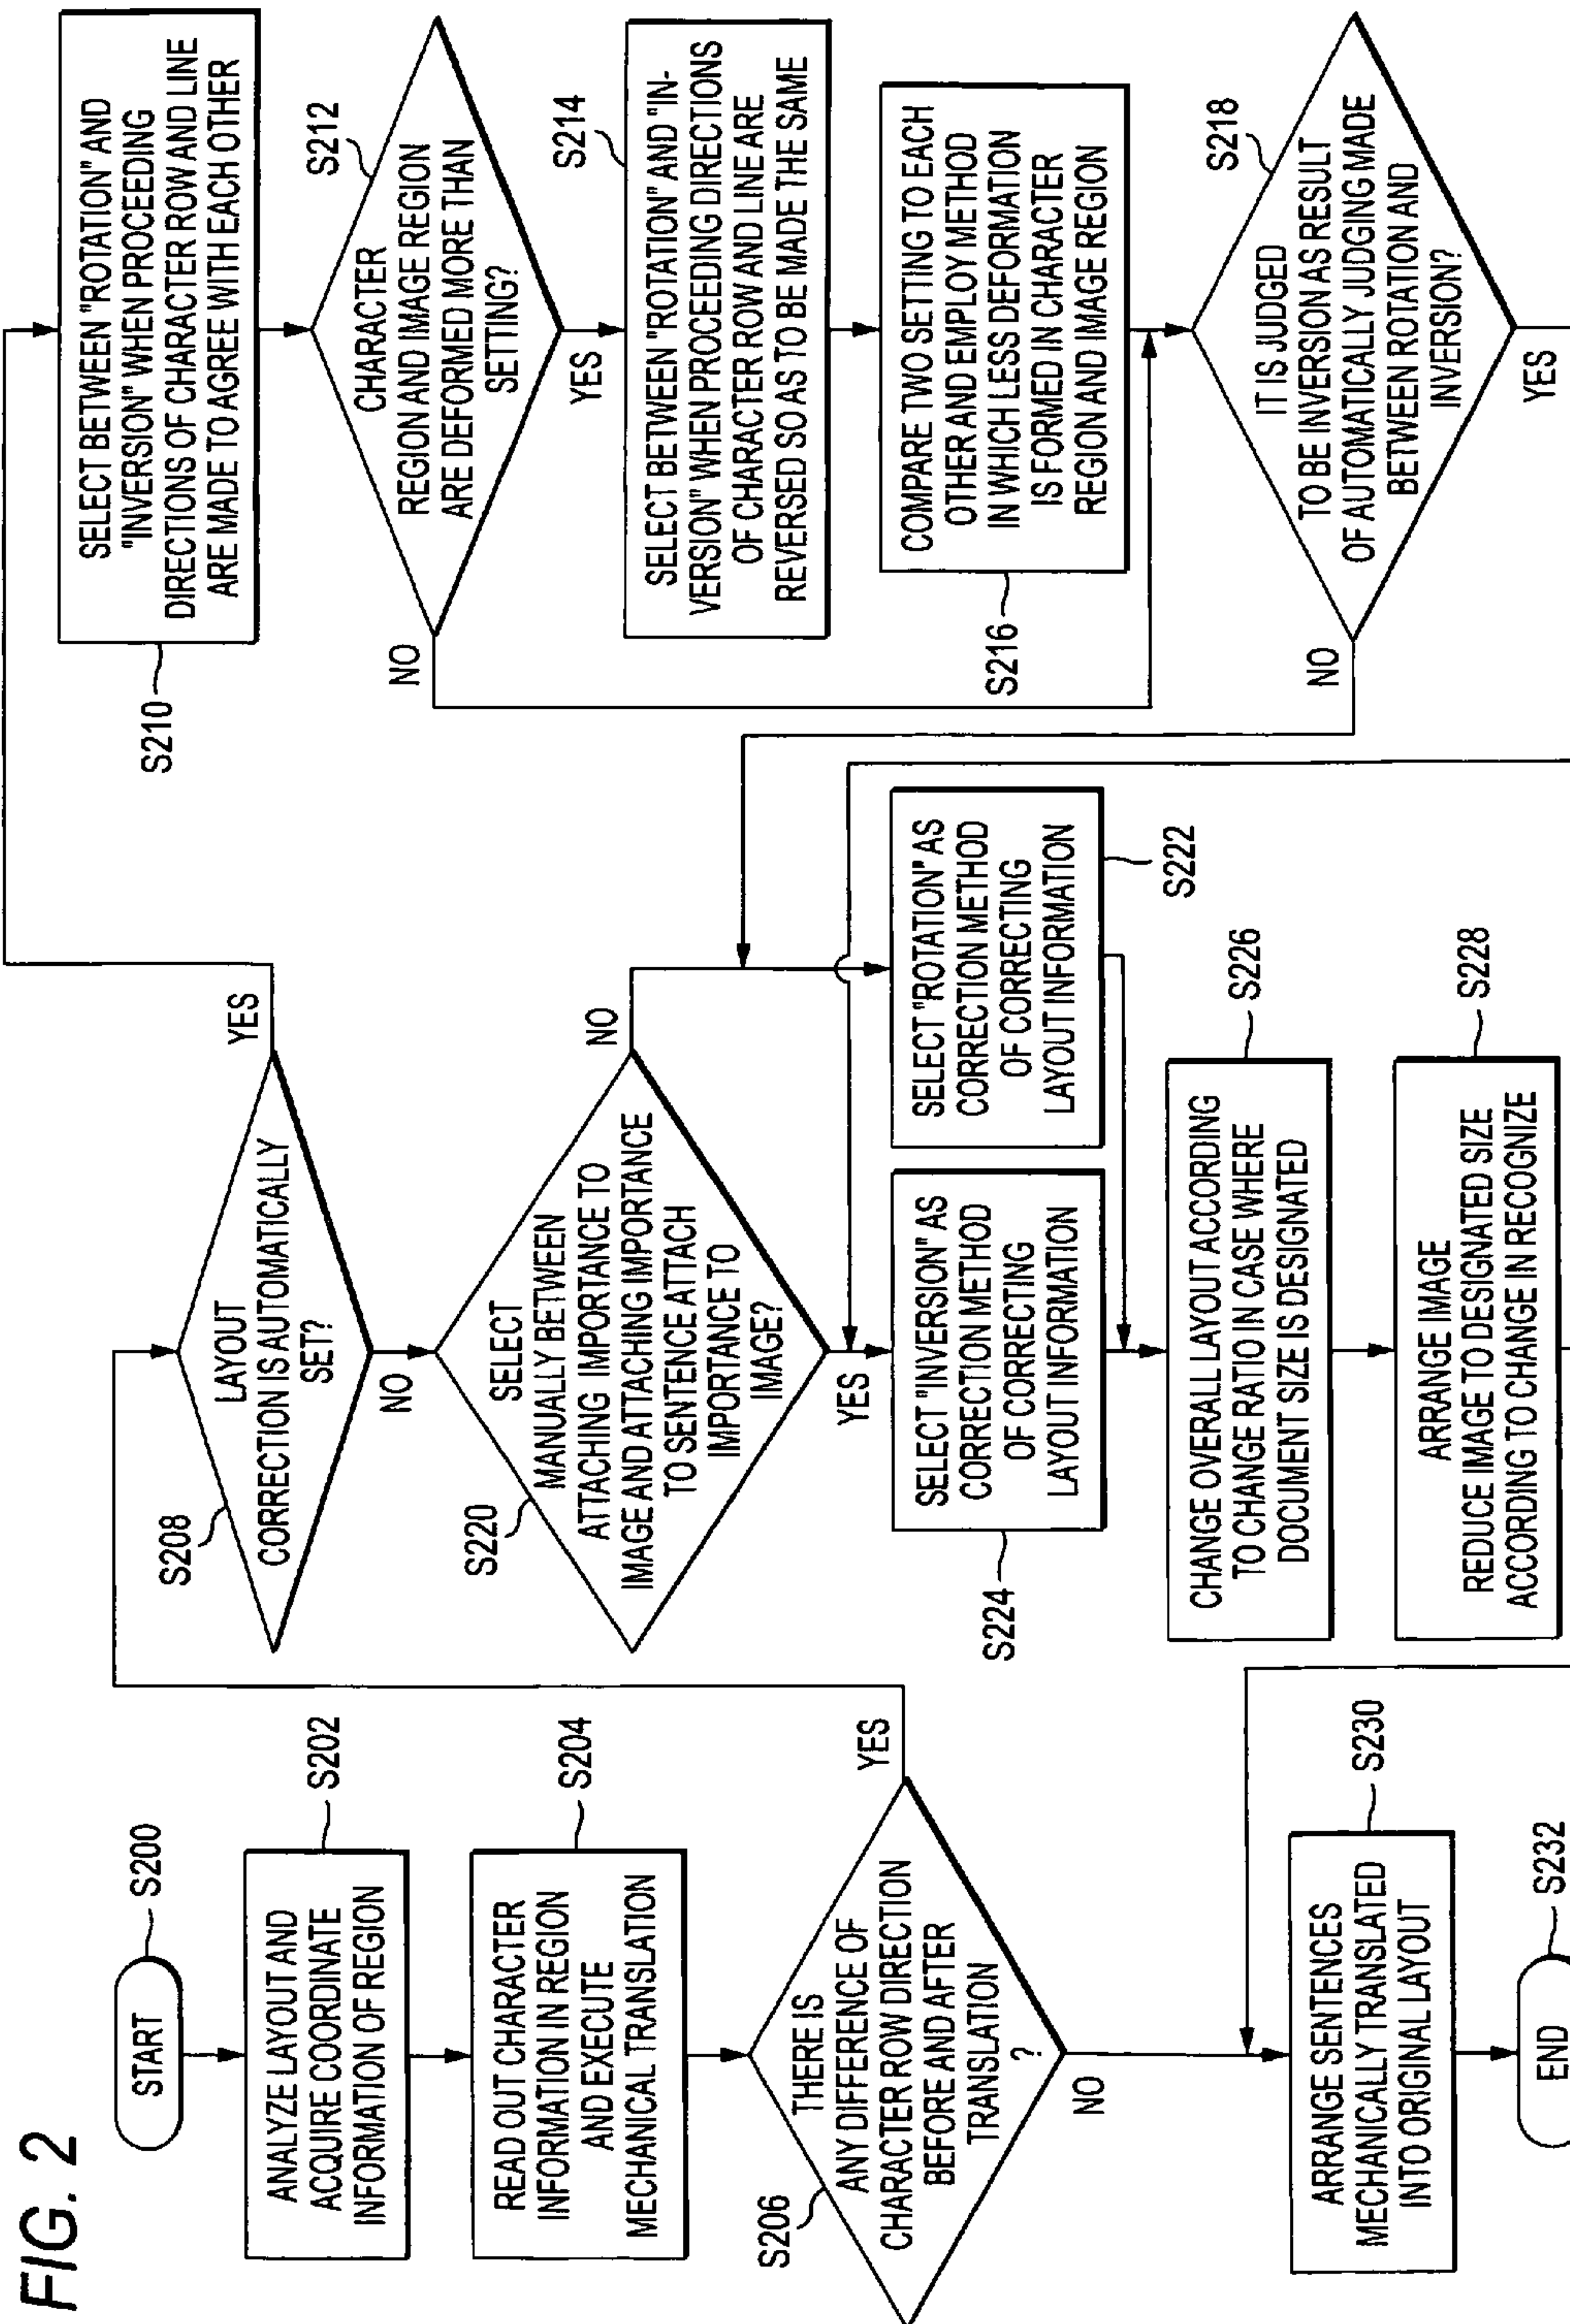 FIG. 2
START
S200
ANALYZE LAYOUT AND
ACQUIRE COORDINATE
INFORMATION OF REGION
S202
READ OUT CHARACTER
INFORMATION IN REGION
AND EXECUTE
MECHANICAL TRANSLATION
S204
S206
THERE IS
ANY DIFFERENCE OF
CHARACTER ROW DIRECTION
BEFORE AND AFTER
TRANSLATION
?
YES
NO
ARRANGE SENTENCES
MECHANICALLY TRANSLATED
INTO ORIGINAL LAYOUT
S230
END
S232
S208
LAYOUT
CORRECTION IS AUTOMATICALLY
SET?
YES
NO
S220
SELECT
MANUALLY BETWEEN
ATTACHING IMPORTANCE TO
IMAGE AND ATTACHING IMPORTANCE
TO SENTENCE ATTACH
IMPORTANCE TO
IMAGE?
NO
YES
SELECT "INVERSION" AS
CORRECTION METHOD
OF CORRECTING
LAYOUT INFORMATION
S224
SELECT "ROTATION" AS
CORRECTION METHOD
OF CORRECTING
LAYOUT INFORMATION
S222
CHANGE OVERALL LAYOUT ACCORDING
TO CHANGE RATIO IN CASE WHERE
DOCUMENT SIZE IS DESIGNATED
S226
ARRANGE IMAGE
REDUCE IMAGE TO DESIGNATED SIZE
ACCORDING TO CHANGE IN RECOGNIZE
S228
S210
SELECT BETWEEN "ROTATION" AND
"INVERSION" WHEN PROCEEDING
DIRECTIONS OF CHARACTER ROW AND LINE
ARE MADE TO AGREE WITH EACH OTHER
S212
CHARACTER
REGION AND IMAGE REGION
ARE DEFORMED MORE THAN
SETTING?
NO
YES
S214
SELECT BETWEEN "ROTATION" AND "IN-
VERSION" WHEN PROCEEDING DIRECTIONS
OF CHARACTER ROW AND LINE ARE
REVERSED SO AS TO BE MADE THE SAME
S216
COMPARE TWO SETTING TO EACH
OTHER AND EMPLOY METHOD
IN WHICH LESS DEFORMATION
IS FORMED IN CHARACTER
REGION AND IMAGE REGION
S218
IT IS JUDGED
TO BE INVERSION AS RESULT
OF AUTOMATICALLY JUDGING MADE
BETWEEN ROTATION AND
INVERSION?
NO
YES